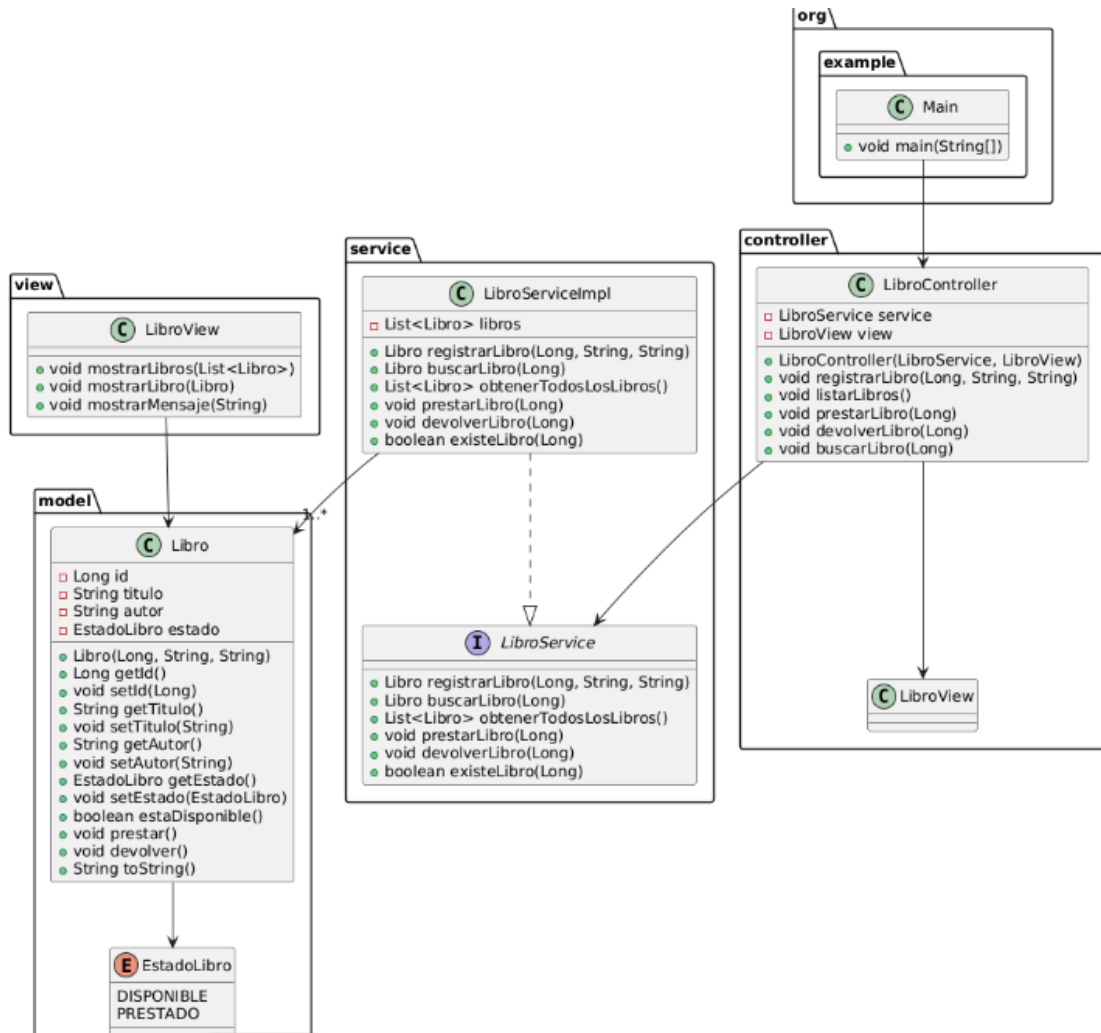 org
example
C Main
void main(String[])
controller
C LibroController
LibroService service
LibroView view
LibroController(LibroService, LibroView)
void registrarLibro(Long, String, String)
void listarLibros()
void prestarLibro(Long)
void devolverLibro(Long)
void buscarLibro(Long)
C LibroView
service
C LibroServiceImpl
List<Libro> libros
Libro registrarLibro(Long, String, String)
Libro buscarLibro(Long)
List<Libro> obtenerTodosLosLibros()
void prestarLibro(Long)
void devolverLibro(Long)
boolean existeLibro(Long)
I LibroService
Libro registrarLibro(Long, String, String)
Libro buscarLibro(Long)
List<Libro> obtenerTodosLosLibros()
void prestarLibro(Long)
void devolverLibro(Long)
boolean existeLibro(Long)
view
C LibroView
void mostrarLibros(List<Libro>)
void mostrarLibro(Libro)
void mostrarMensaje(String)
model
1..*
C Libro
Long id
String titulo
String autor
EstadoLibro estado
Libro(Long, String, String)
Long getId()
void setId(Long)
String getTitulo()
void setTitulo(String)
String getAutor()
void setAutor(String)
EstadoLibro getEstado()
void setEstado(EstadoLibro)
boolean estaDisponible()
void prestar()
void devolver()
String toString()
E EstadoLibro
DISPONIBLE
PRESTADO